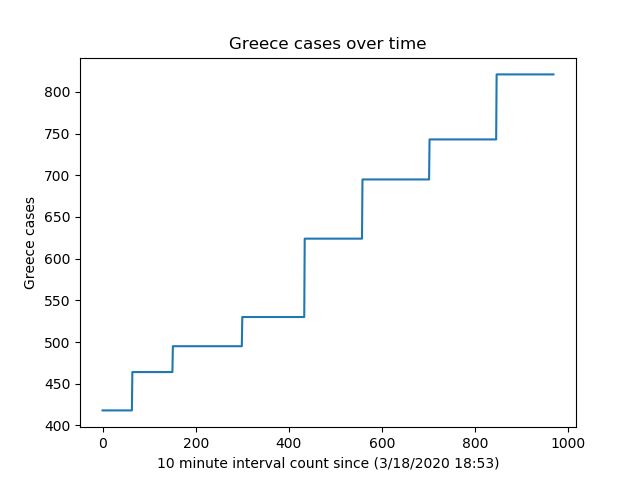 Greece cases over time
800
750
700
650
600
550
500
450
400
Greece cases
0 200 400 600 800 1000
10 minute interval count since (3/18/2020 18:53)